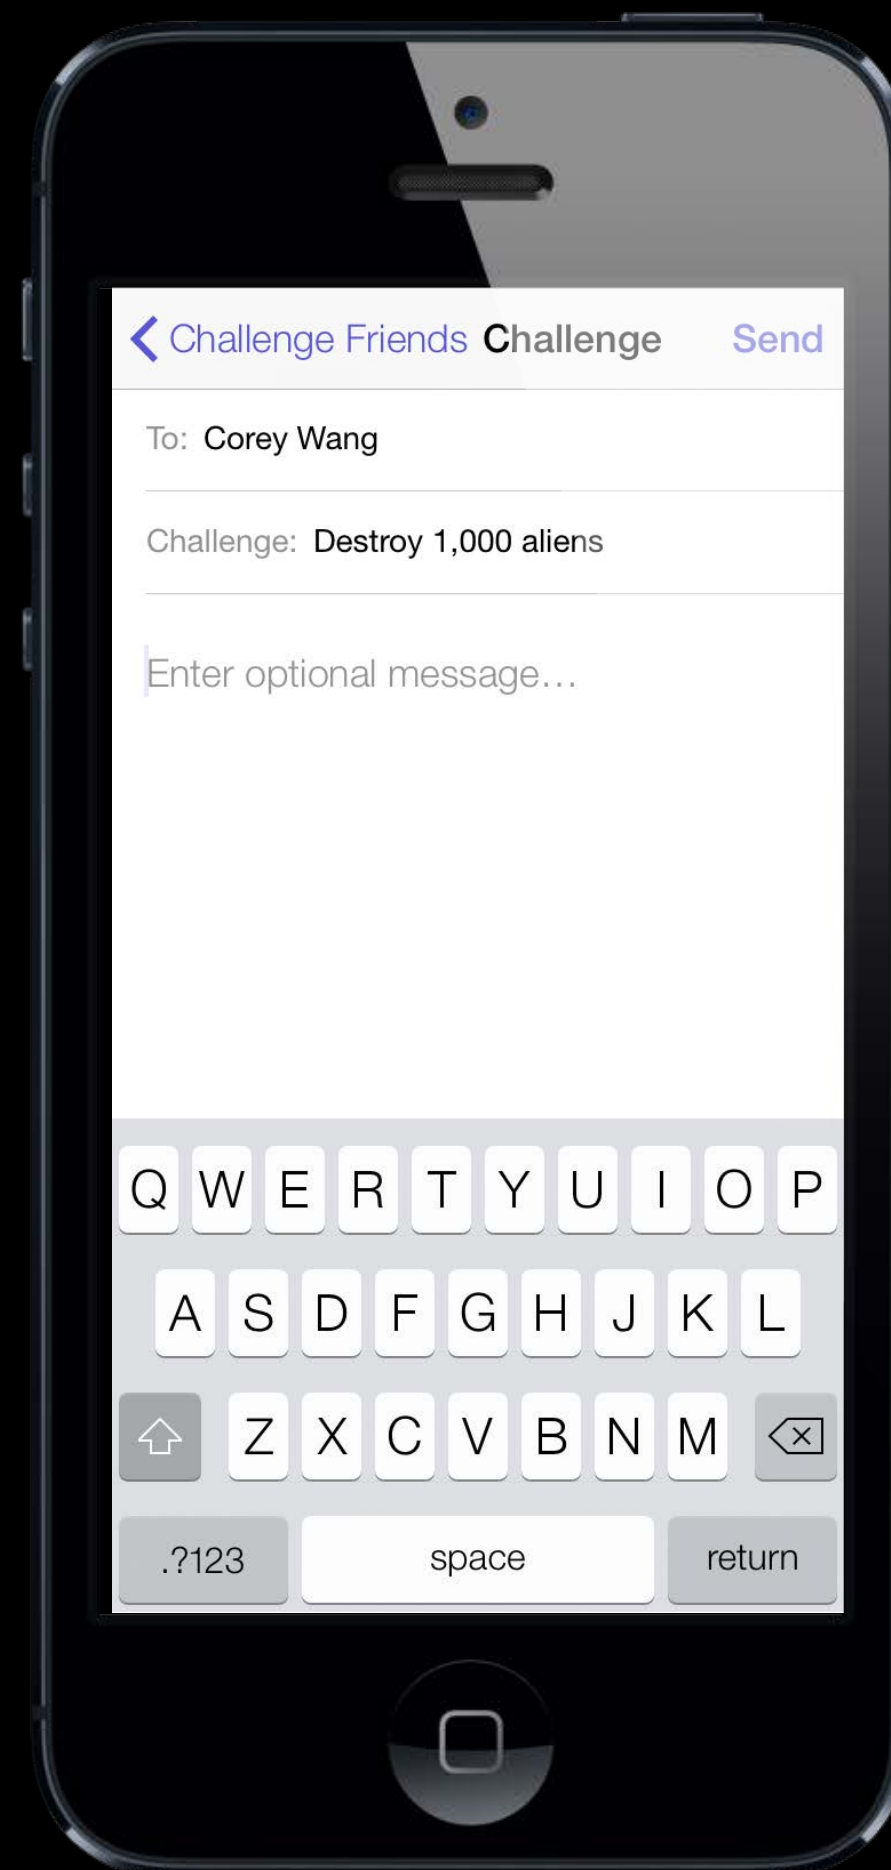 Challenge Friends Challenge Send
To: Corey Wang
Challenge: Destroy 1,000 aliens
Enter optional message...
Q W E R T Y U I O P
A S D F G H J K L
Z X C V B N M
.?123 space return